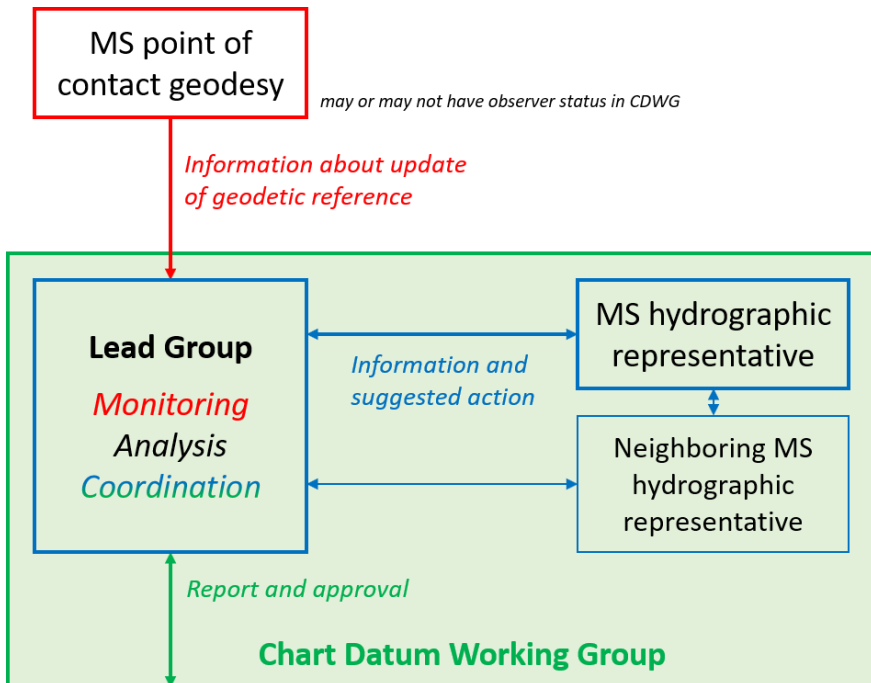 MS point of
contact geodesy
may or may not have observer status in CDWG
Information about update
of geodetic reference
Lead Group
Monitoring
Analysis
Coordination
MS hydrographic
representative
Information and
suggested action
Neighboring MS
hydrographic
representative
Report and approval
Chart Datum Working Group